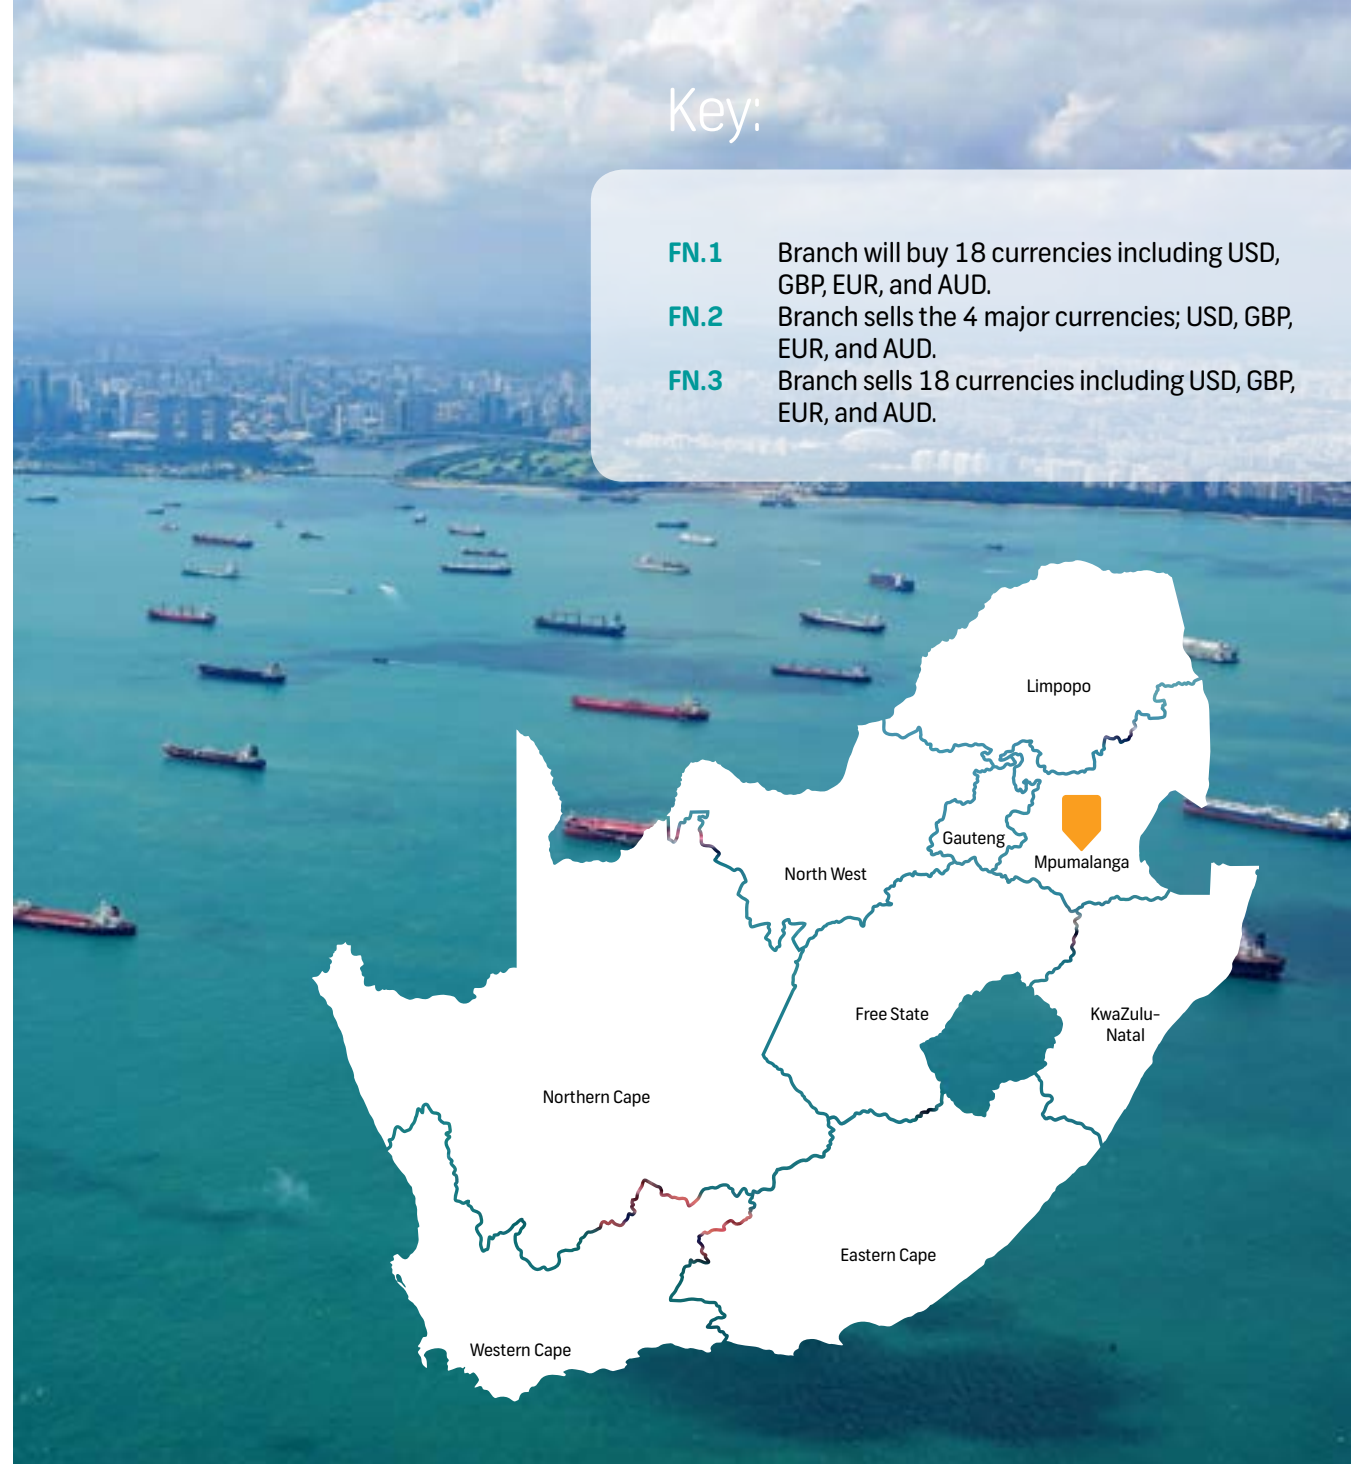 Key:
FN.1 Branch will buy 18 currencies including USD,
GBP, EUR, and AUD.
FN.2 Branch sells the 4 major currencies; USD, GBP,
EUR, and AUD.
FN.3 Branch sells 18 currencies including USD, GBP,
EUR, and AUD.
Limpopo
Gauteng
Mpumalanga
North West
Free State
KwaZulu-
Natal
Northern Cape
Eastern Cape
Western Cape